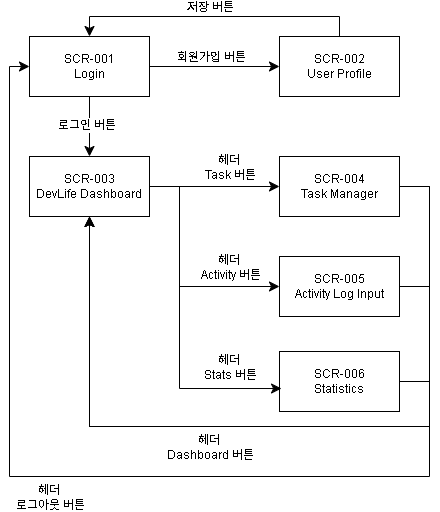 저장 버튼
SCR-001
Login
회원가입 버튼
SCR-002
User Profile
로그인 버튼
SCR-003
DevLife Dashboard
헤더
Task 버튼
SCR-004
Task Manager
헤더
Activity 버튼
SCR-005
Activity Log Input
헤더
Stats 버튼
SCR-006
Statistics
헤더
Dashboard 버튼
헤더
로그아웃 버튼